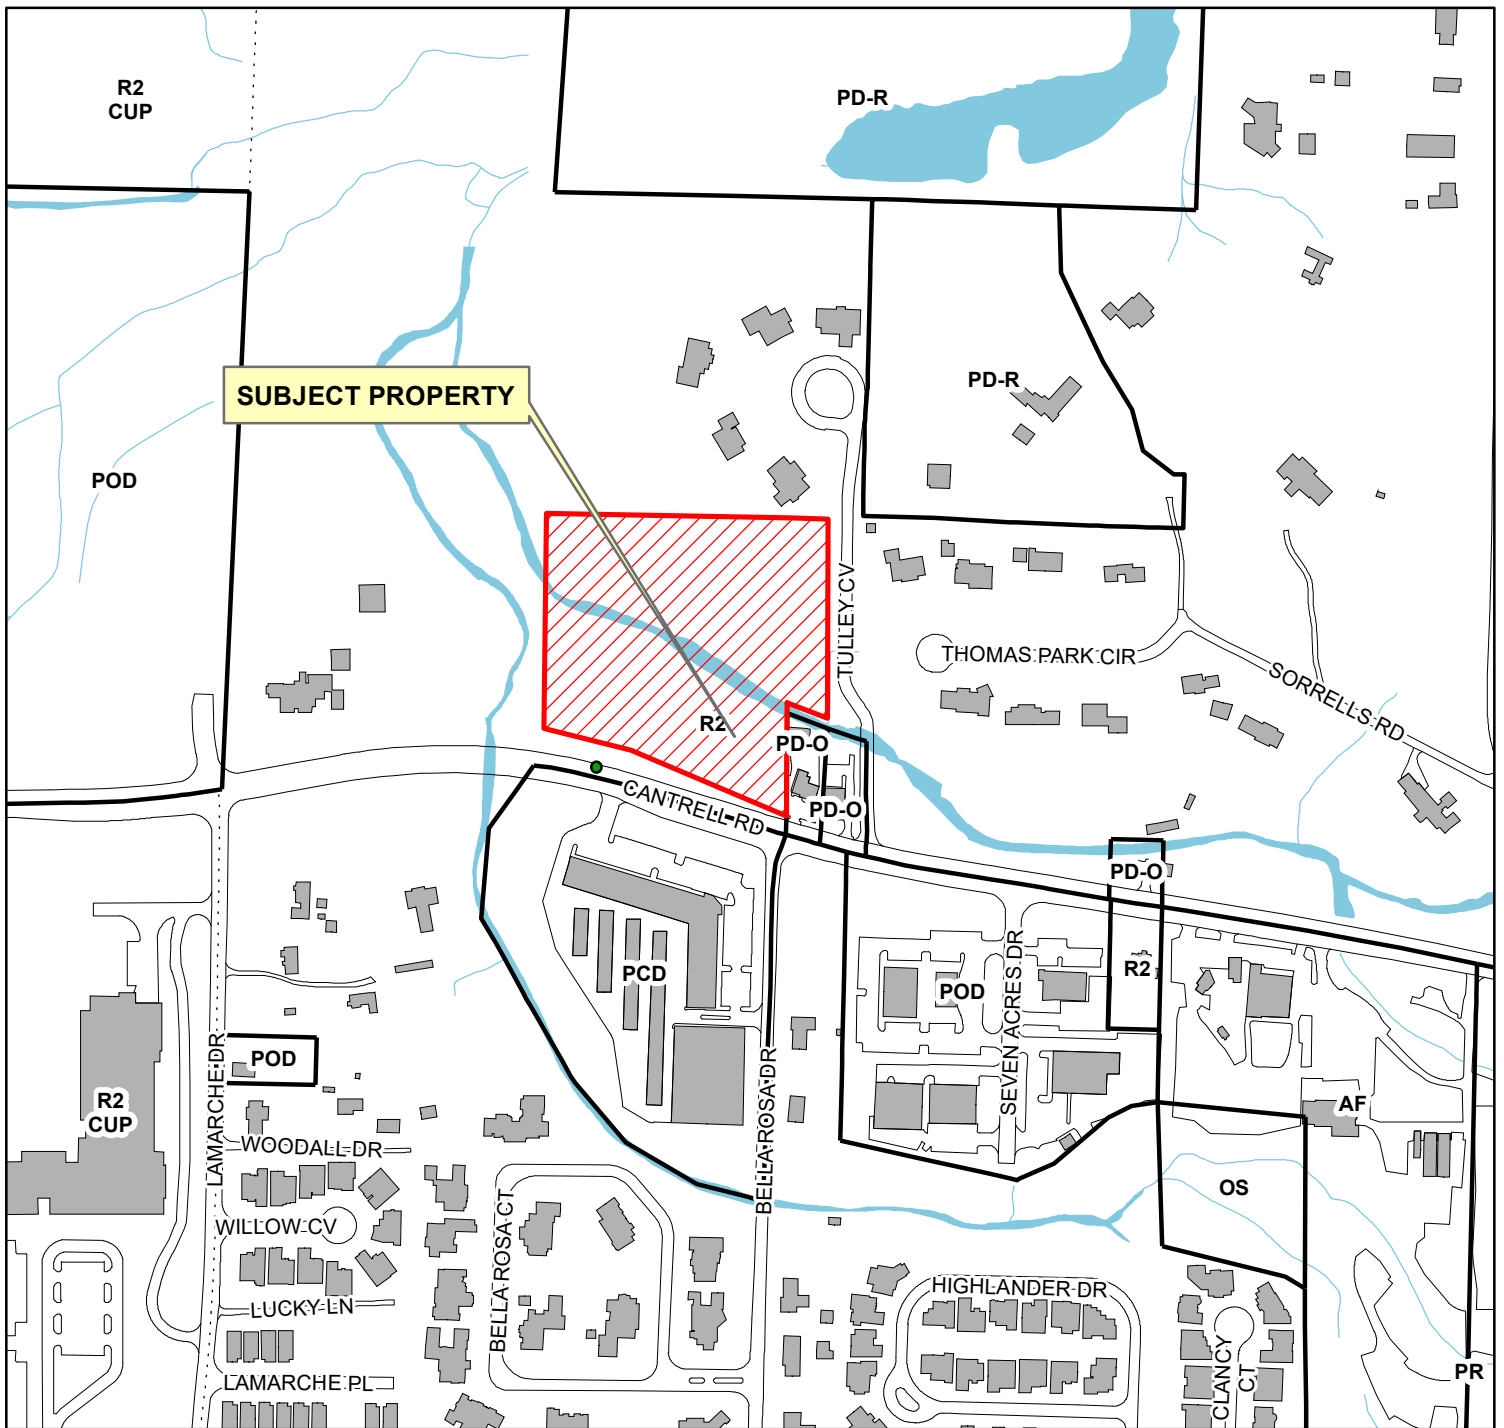 R2
CUP
PD-R
SUBJECT PROPERTY
PD-R
POD
TULLEY CV
THOMAS PARK CIR
SORRELLS RD
R2
PD-O
CANTRELL RD
PD-O
PD-O
PCD
POD
SEVEN ACRES DR
R2
LAMARCHE DR
POD
BELLA ROSA DR
R2
CUP
AF
WOODALL DR
OS
BELLA ROSA CT
WILLOW CV
HIGHLANDER DR
LUCKY LN
LAMARCHE PL
CLANCY
CT
PR